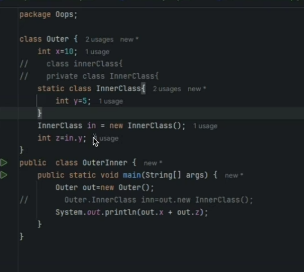 package Oops;
class Outer { 2 usages new *
int x=10; 1 usage
// class innerClass{
// private class InnerClass{
static class InnerClass{ 2 usages new *
int y=5; 1 usage
}
InnerClass in = new InnerClass(); 1 usage
int z=in.y; usage
}
public class OuterInner { new *
public static void main(String[] args) { new *
Outer out=new Outer();
// Outer.InnerClass inn=out.new InnerClass();
System.out.println(out.x + out.z);
}
}